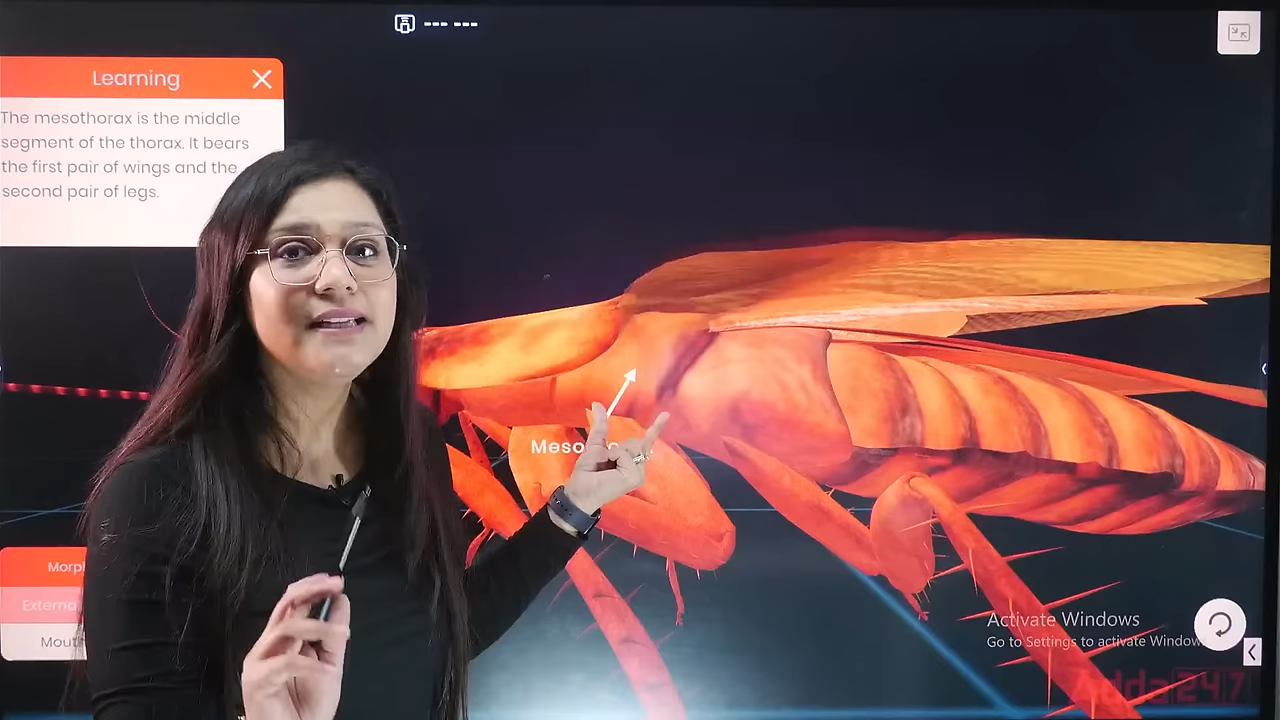 Learning
The mesothorax is the middle
segment of the thorax. It bears
the first pair of wings and the
second pair of legs.
Activate Windows
Go to Settings to activate Windows
Adda247